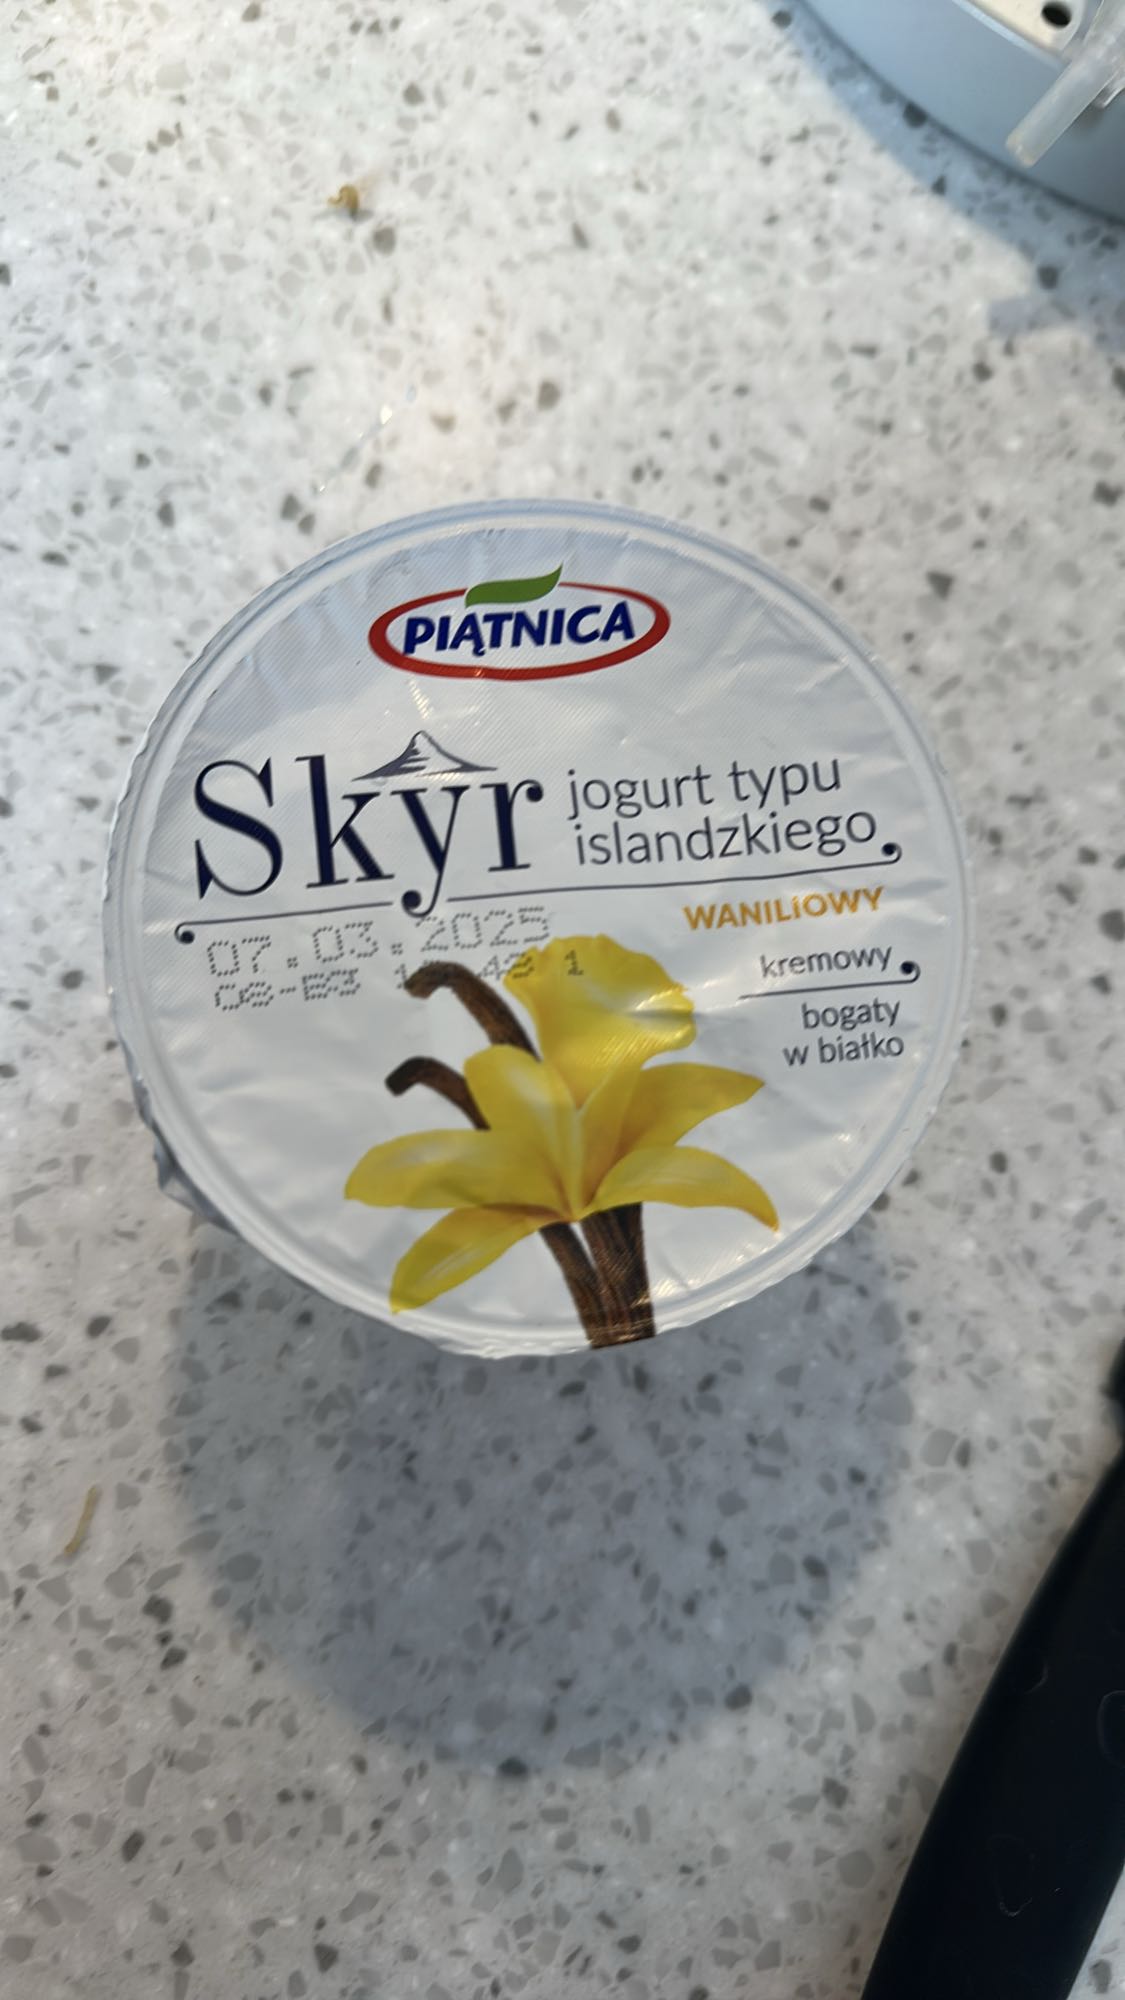 PIĄTNICA
Skyr
jogurt typu
islandzkiego
WANILIOWY
07.03.2025
kremowy
bogaty
w białko